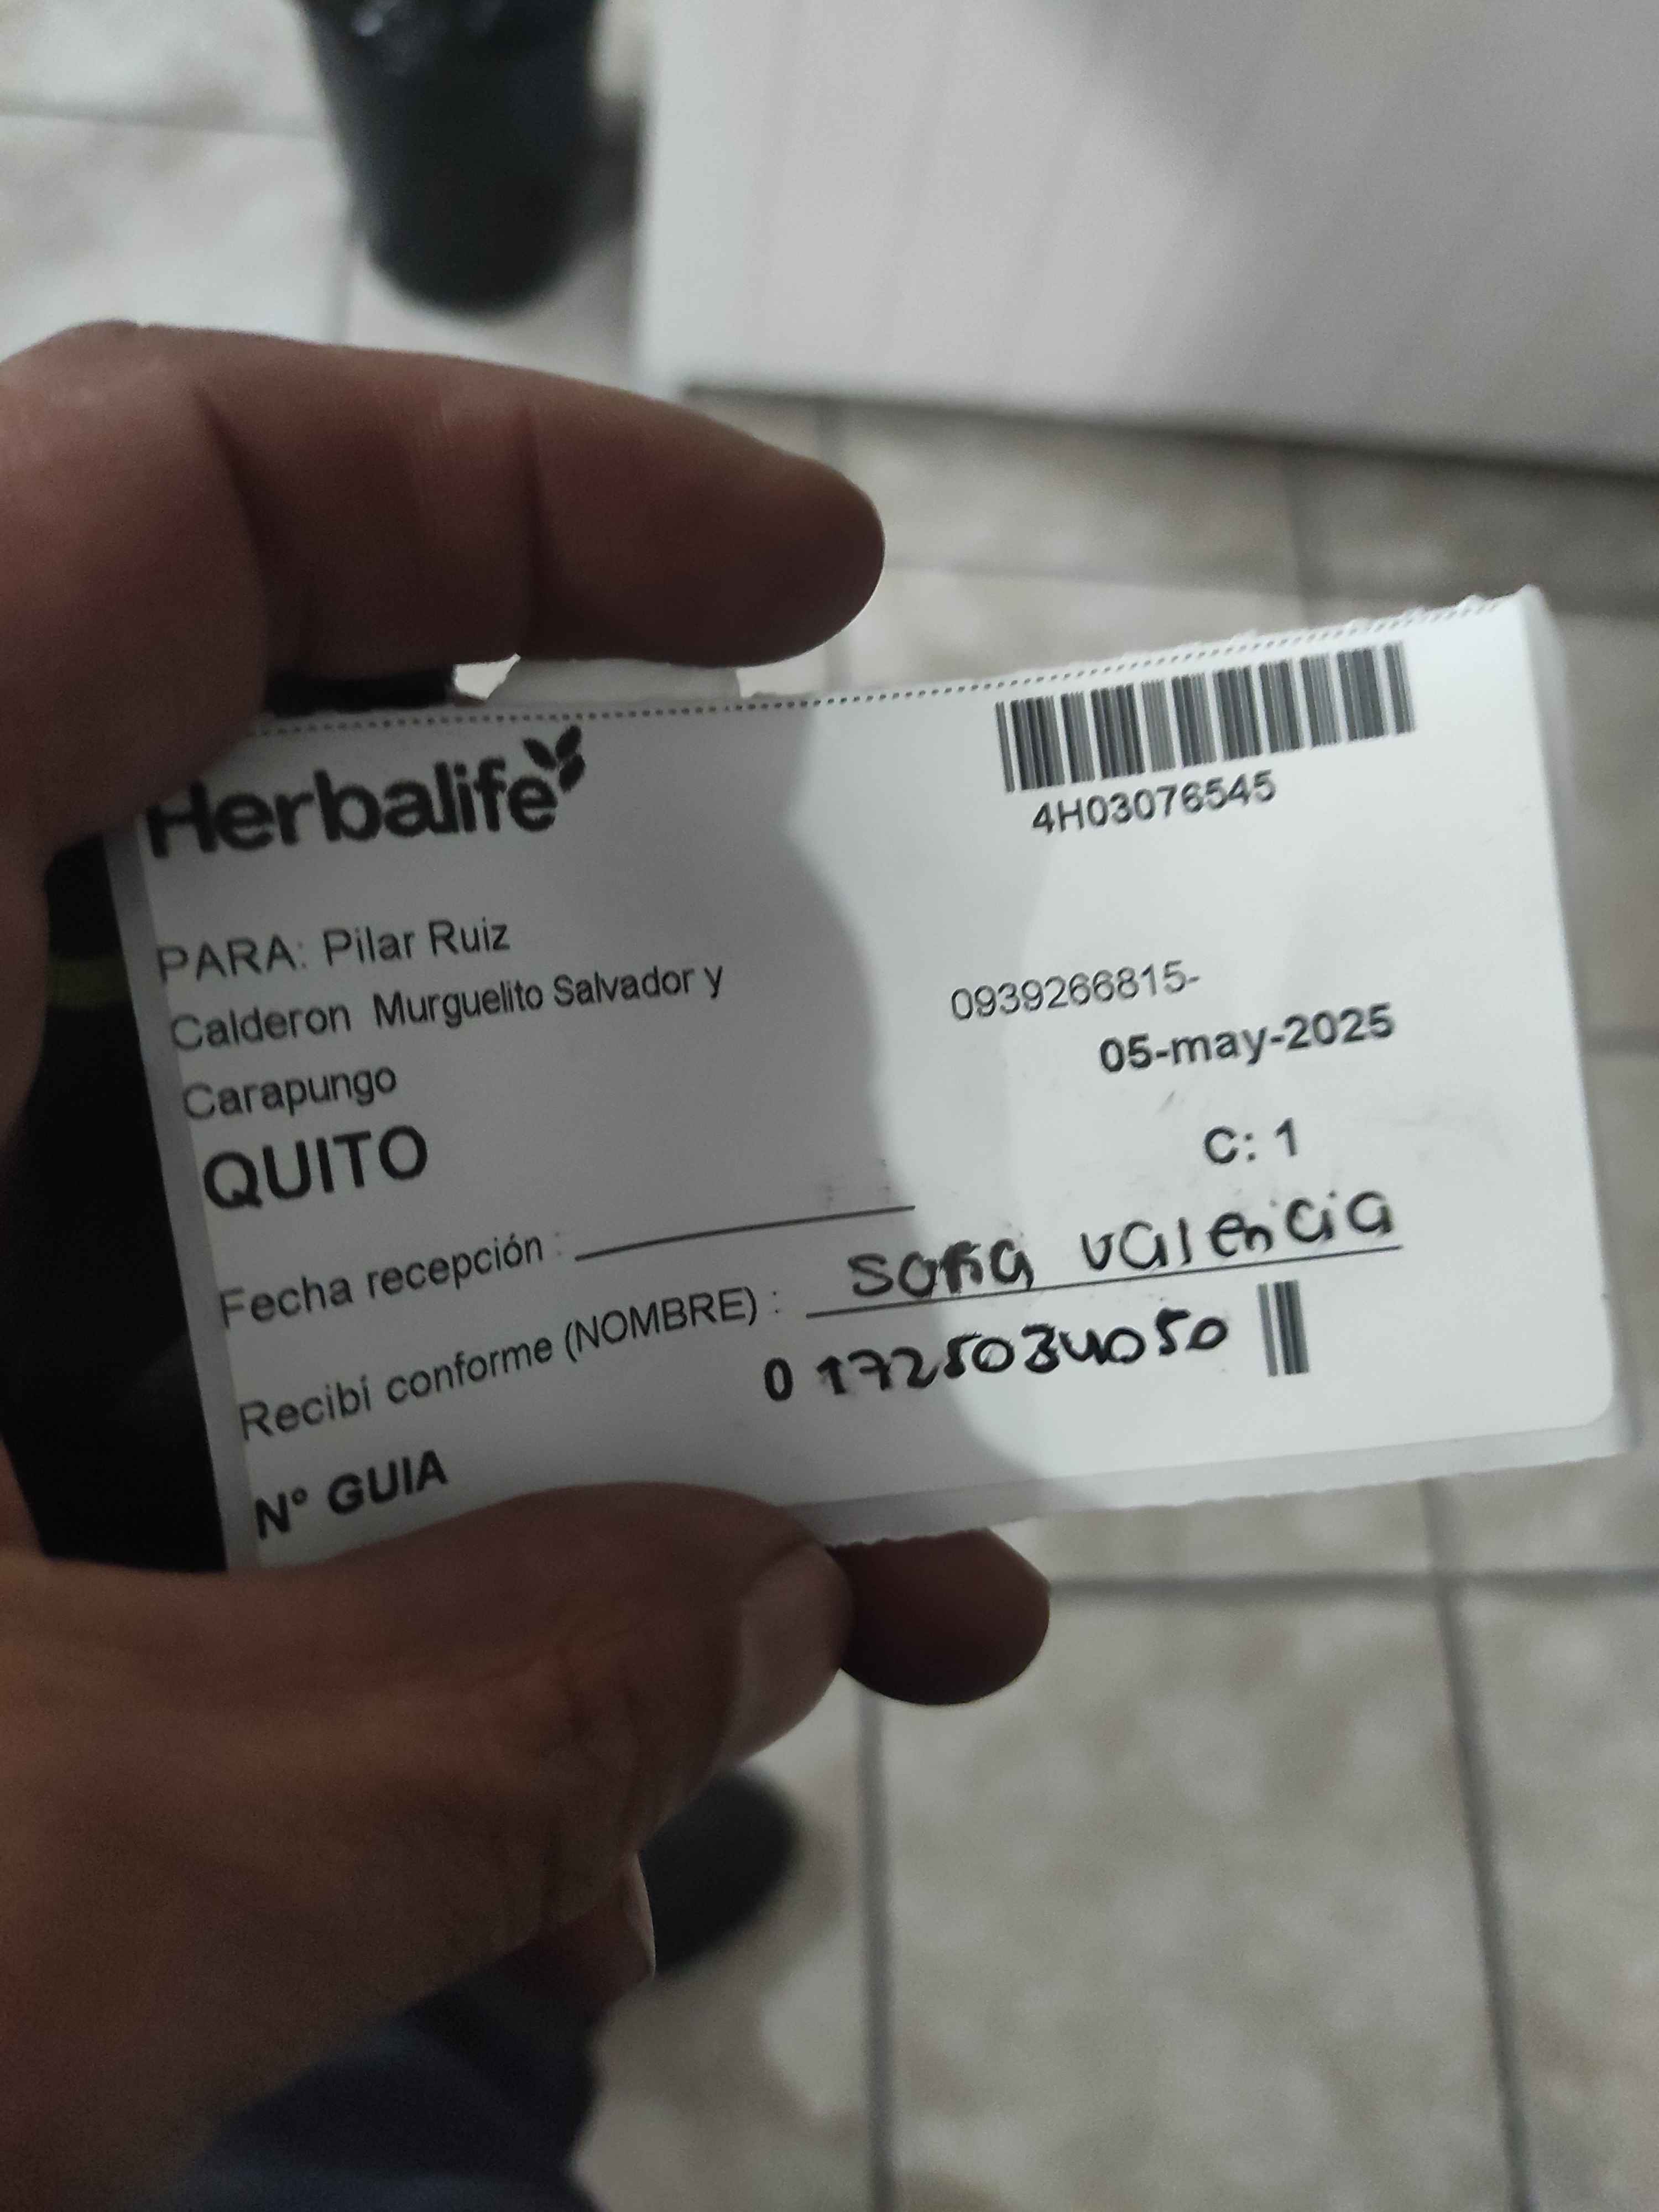 Herbalife
4H03076545
PARA: Pilar Ruiz
Calderon Murguelito Salvador y
Carapungo
0939266815-
05-may-2025
QUITO
C: 1
Fecha recepción :
Recibí conforme (NOMBRE) : Sofia Valencia
0 1725034050
N° GUIA